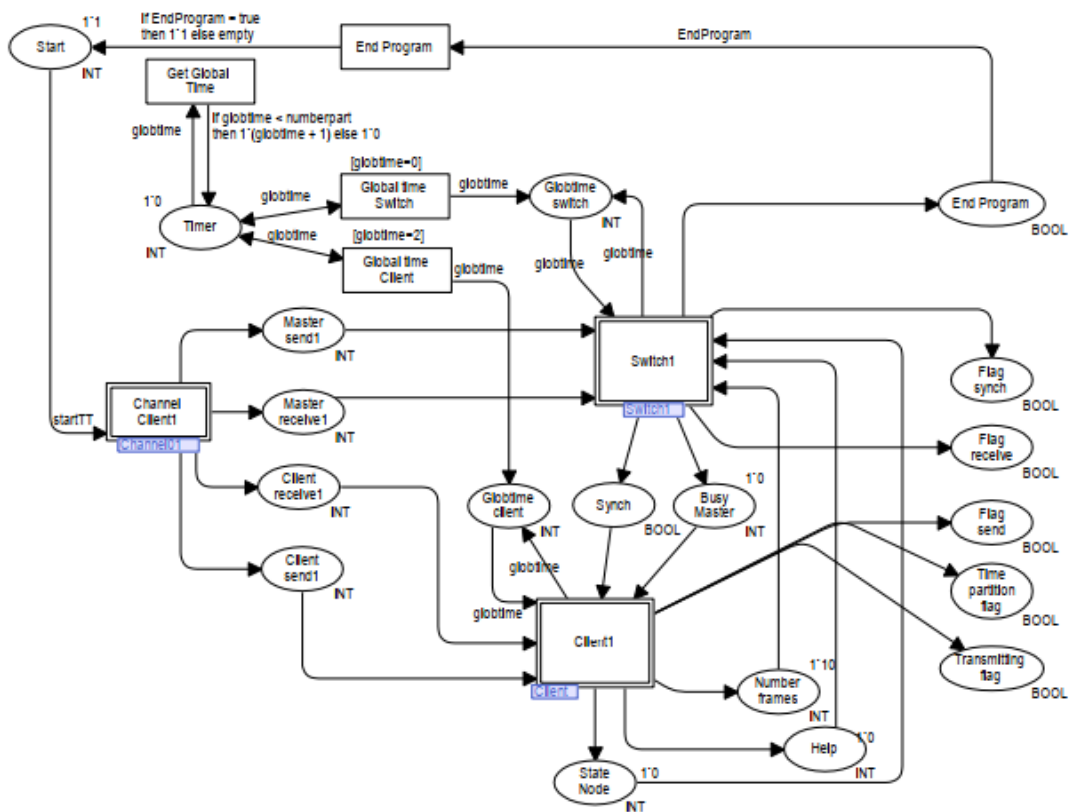 1`1
If EndProgram = true
then 1`1 else empty
EndProgram
Start
End Program
INT
Get Global
Time
globtime
If globtime < numberpart
then 1`(globtime + 1) else 1`0
[globtime=0]
1`0
Timer
INT
globtime
Global time
Switch
globtime
Globtime
switch
INT
End Program
BOOL
globtime
[globtime=2]
Global time
Client
globtime
globtime
globtime
Master
send1
INT
Switch1
Switch1
Flag
synch
BOOL
startTT
Channel
Client1
Channel01
Master
receive1
INT
Flag
receive
BOOL
Client
receive1
INT
Globtime
client
INT
Synch
BOOL
1`0
Busy
Master
INT
Flag
send
BOOL
Client
send1
INT
globtime
globtime
Time
partition
flag
BOOL
Client1
Client
1`10
Number
frames
INT
Transmitting
flag
BOOL
1`0
Help
INT
State
Node
1`0
INT